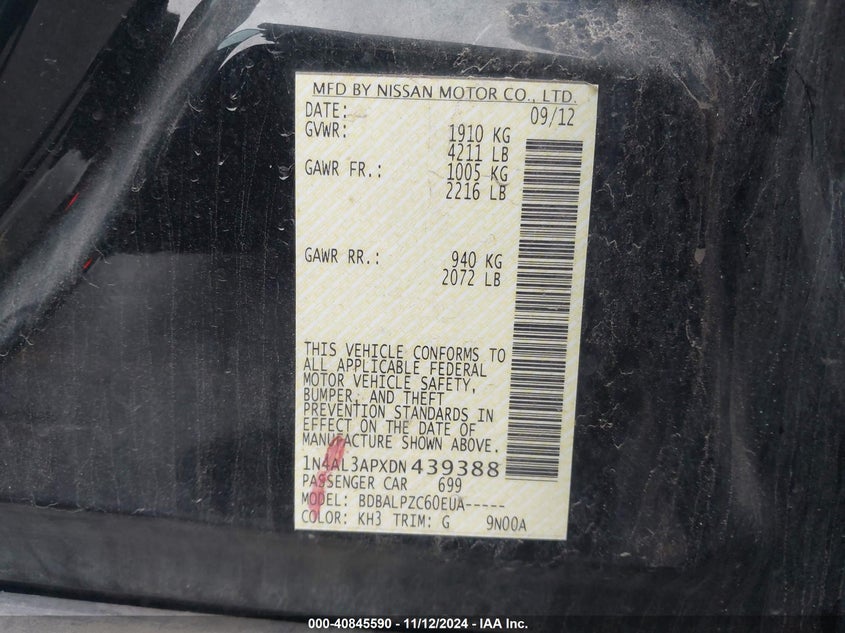 MFD BY NISSAN MOTOR CO., LTD.
DATE: 09/12
GVWR: 1910 KG
4211 LB
GAWR FR.: 1005 KG
2216 LB
GAWR RR.: 940 KG
2072 LB
THIS VEHICLE CONFORMS TO
ALL APPLICABLE FEDERAL
MOTOR VEHICLE SAFETY,
BUMPER, AND THEFT
PREVENTION STANDARDS IN
EFFECT ON THE DATE OF
MANUFACTURE SHOWN ABOVE.
1N4AL3APXDN439388
PASSENGER CAR 699
MODEL: BDBALPZC60EUA-----
COLOR: KH3 TRIM: G 9N00A
000-40845590 - 11/12/2024 - IAA Inc.